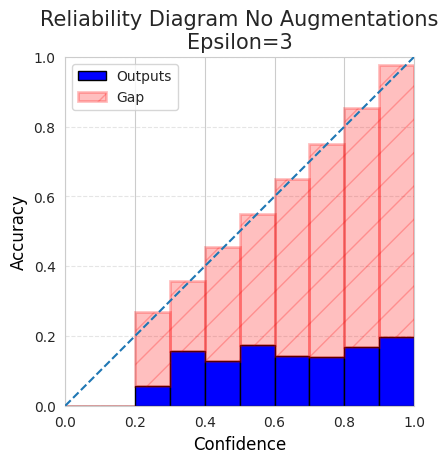 Reliability Diagram No Augmentations
Epsilon=3
Outputs
Gap
Accuracy
1.0
0.8
0.6
0.4
0.2
0.0
0.0 0.2 0.4 0.6 0.8 1.0
Confidence